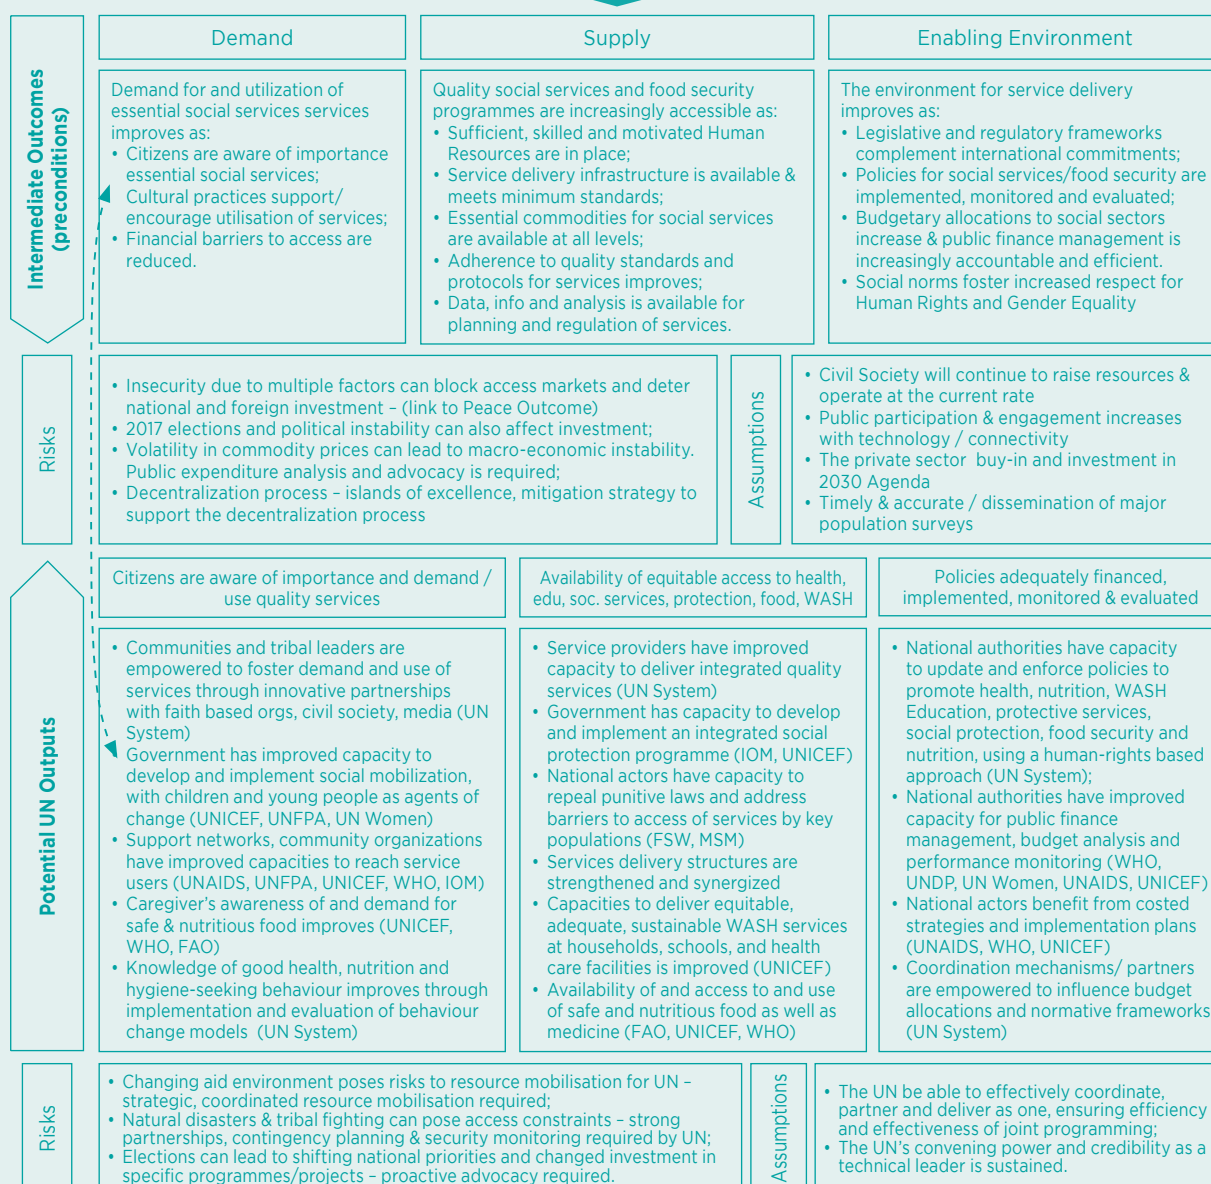 Demand
Supply
Enabling Environment
Intermediate Outcomes
(preconditions)
Demand for and utilization of
essential social services services
improves as:
• Citizens are aware of importance
essential social services;
Cultural practices support/
encourage utilisation of services;
• Financial barriers to access are
reduced.
Quality social services and food security
programmes are increasingly accessible as:
• Sufficient, skilled and motivated Human
Resources are in place;
• Service delivery infrastructure is available &
meets minimum standards;
• Essential commodities for social services
are available at all levels;
• Adherence to quality standards and
protocols for services improves;
• Data, info and analysis is available for
planning and regulation of services.
The environment for service delivery
improves as:
• Legislative and regulatory frameworks
complement international commitments;
• Policies for social services/food security are
implemented, monitored and evaluated;
• Budgetary allocations to social sectors
increase & public finance management is
increasingly accountable and efficient.
• Social norms foster increased respect for
Human Rights and Gender Equality
Risks
• Insecurity due to multiple factors can block access markets and deter
national and foreign investment – (link to Peace Outcome)
• 2017 elections and political instability can also affect investment;
• Volatility in commodity prices can lead to macro-economic instability.
Public expenditure analysis and advocacy is required;
• Decentralization process – islands of excellence, mitigation strategy to
support the decentralization process
Assumptions
• Civil Society will continue to raise resources &
operate at the current rate
• Public participation & engagement increases
with technology / connectivity
• The private sector buy-in and investment in
2030 Agenda
• Timely & accurate / dissemination of major
population surveys
Potential UN Outputs
Citizens are aware of importance and demand /
use quality services
Availability of equitable access to health,
edu, soc. services, protection, food, WASH
Policies adequately financed,
implemented, monitored & evaluated
• Communities and tribal leaders are
empowered to foster demand and use of
services through innovative partnerships
with faith based orgs, civil society, media (UN
System)
Government has improved capacity to
develop and implement social mobilization,
with children and young people as agents of
change (UNICEF, UNFPA, UN Women)
• Support networks, community organizations
have improved capacities to reach service
users (UNAIDS, UNFPA, UNICEF, WHO, IOM)
• Caregiver's awareness of and demand for
safe & nutritious food improves (UNICEF,
WHO, FAO)
• Knowledge of good health, nutrition and
hygiene-seeking behaviour improves through
implementation and evaluation of behaviour
change models (UN System)
• Service providers have improved
capacity to deliver integrated quality
services (UN System)
• Government has capacity to develop
and implement an integrated social
protection programme (IOM, UNICEF)
• National actors have capacity to
repeal punitive laws and address
barriers to access of services by key
populations (FSW, MSM)
• Services delivery structures are
strengthened and synergized
• Capacities to deliver equitable,
adequate, sustainable WASH services
at households, schools, and health
care facilities is improved (UNICEF)
• Availability of and access to and use
of safe and nutritious food as well as
medicine (FAO, UNICEF, WHO)
• National authorities have capacity
to update and enforce policies to
promote health, nutrition, WASH
Education, protective services,
social protection, food security and
nutrition, using a human-rights based
approach (UN System);
• National authorities have improved
capacity for public finance
management, budget analysis and
performance monitoring (WHO,
UNDP, UN Women, UNAIDS, UNICEF)
• National actors benefit from costed
strategies and implementation plans
(UNAIDS, WHO, UNICEF)
• Coordination mechanisms/ partners
are empowered to influence budget
allocations and normative frameworks
(UN System)
Risks
• Changing aid environment poses risks to resource mobilisation for UN –
strategic, coordinated resource mobilisation required;
• Natural disasters & tribal fighting can pose access constraints – strong
partnerships, contingency planning & security monitoring required by UN;
• Elections can lead to shifting national priorities and changed investment in
specific programmes/projects – proactive advocacy required.
Assumptions
• The UN be able to effectively coordinate,
partner and deliver as one, ensuring efficiency
and effectiveness of joint programming;
• The UN's convening power and credibility as a
technical leader is sustained.